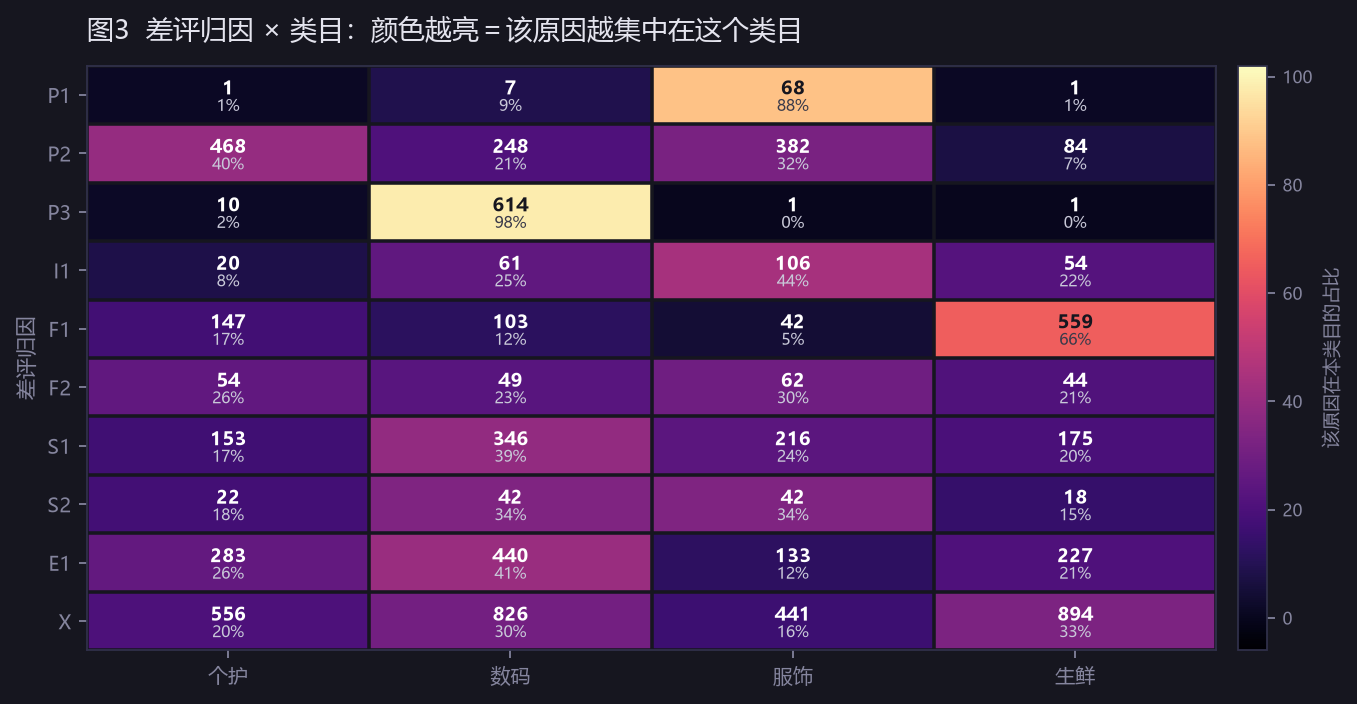 图3 差评归因 × 类目：颜色越亮＝该原因越集中在这个类目
差评归因
P1 1 7 68 1
1% 9% 88% 1%
P2 468 248 382 84
40% 21% 32% 7%
P3 10 614 1 1
2% 98% 0% 0%
I1 20 61 106 54
8% 25% 44% 22%
F1 147 103 42 559
17% 12% 5% 66%
F2 54 49 62 44
26% 23% 30% 21%
S1 153 346 216 175
17% 39% 24% 20%
S2 22 42 42 18
18% 34% 34% 15%
E1 283 440 133 227
26% 41% 12% 21%
X 556 826 441 894
20% 30% 16% 33%
个护 数码 服饰 生鲜
100
80
60
40
20
0
该原因在本类目的占比